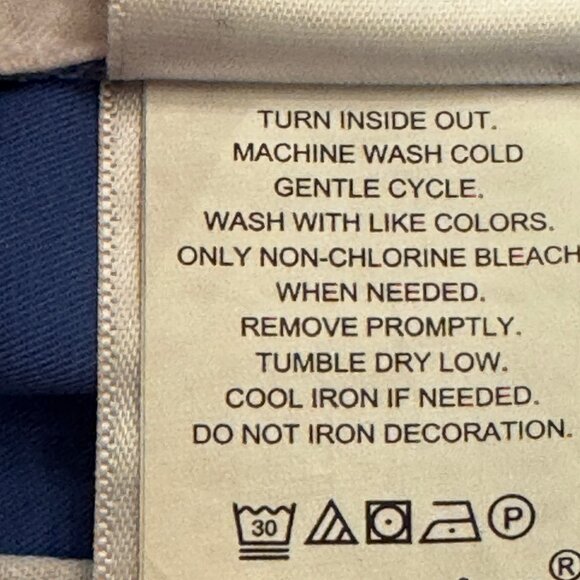 TURN INSIDE OUT.
MACHINE WASH COLD
GENTLE CYCLE.
WASH WITH LIKE COLORS.
ONLY NON-CHLORINE BLEACH
WHEN NEEDED.
REMOVE PROMPTLY.
TUMBLE DRY LOW.
COOL IRON IF NEEDED.
DO NOT IRON DECORATION.
30 P
®